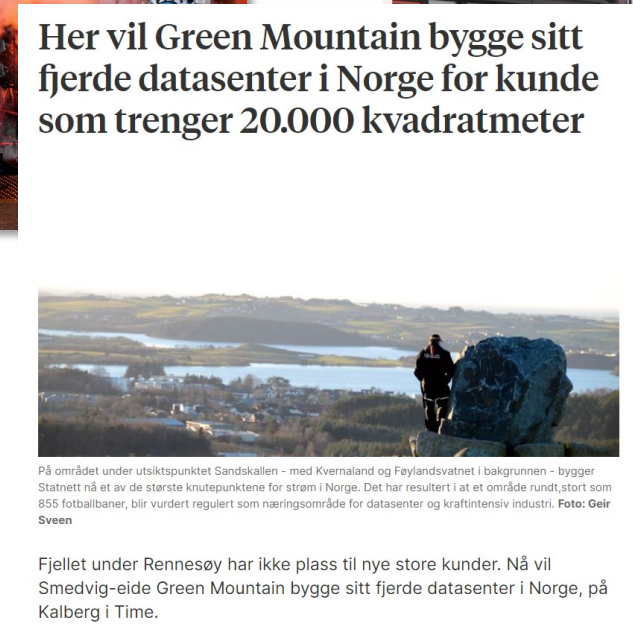 Her vil Green Mountain bygge sitt
fjerde datasenter i Norge for kunde
som trenger 20.000 kvadratmeter
På området under utsiktspunktet Sandskallen - med Kvernaland og Føylandsvatnet i bakgrunnen - bygger
Statnett nå et av de største knutepunktene for strøm i Norge. Det har resultert i at et område rundt,stort som
855 fotballbaner, blir vurdert regulert som næringsområde for datasenter og kraftintensiv industri. Foto: Geir
Sveen
Fjellet under Rennesøy har ikke plass til nye store kunder. Nå vil
Smedvig-eide Green Mountain bygge sitt fjerde datasenter i Norge, på
Kalberg i Time.